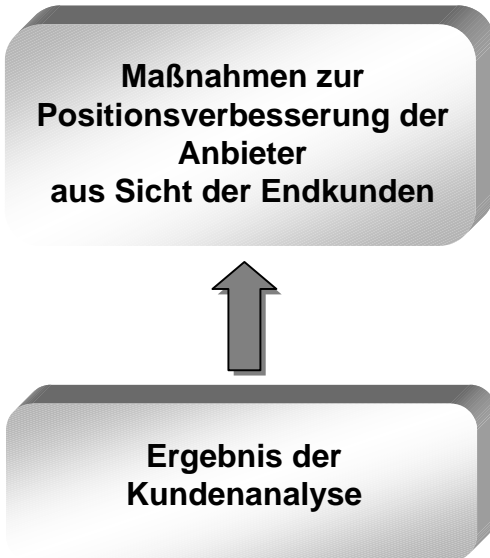 Maßnahmen zur
Positionsverbesserung der
Anbieter
aus Sicht der Endkunden
Ergebnis der
Kundenanalyse